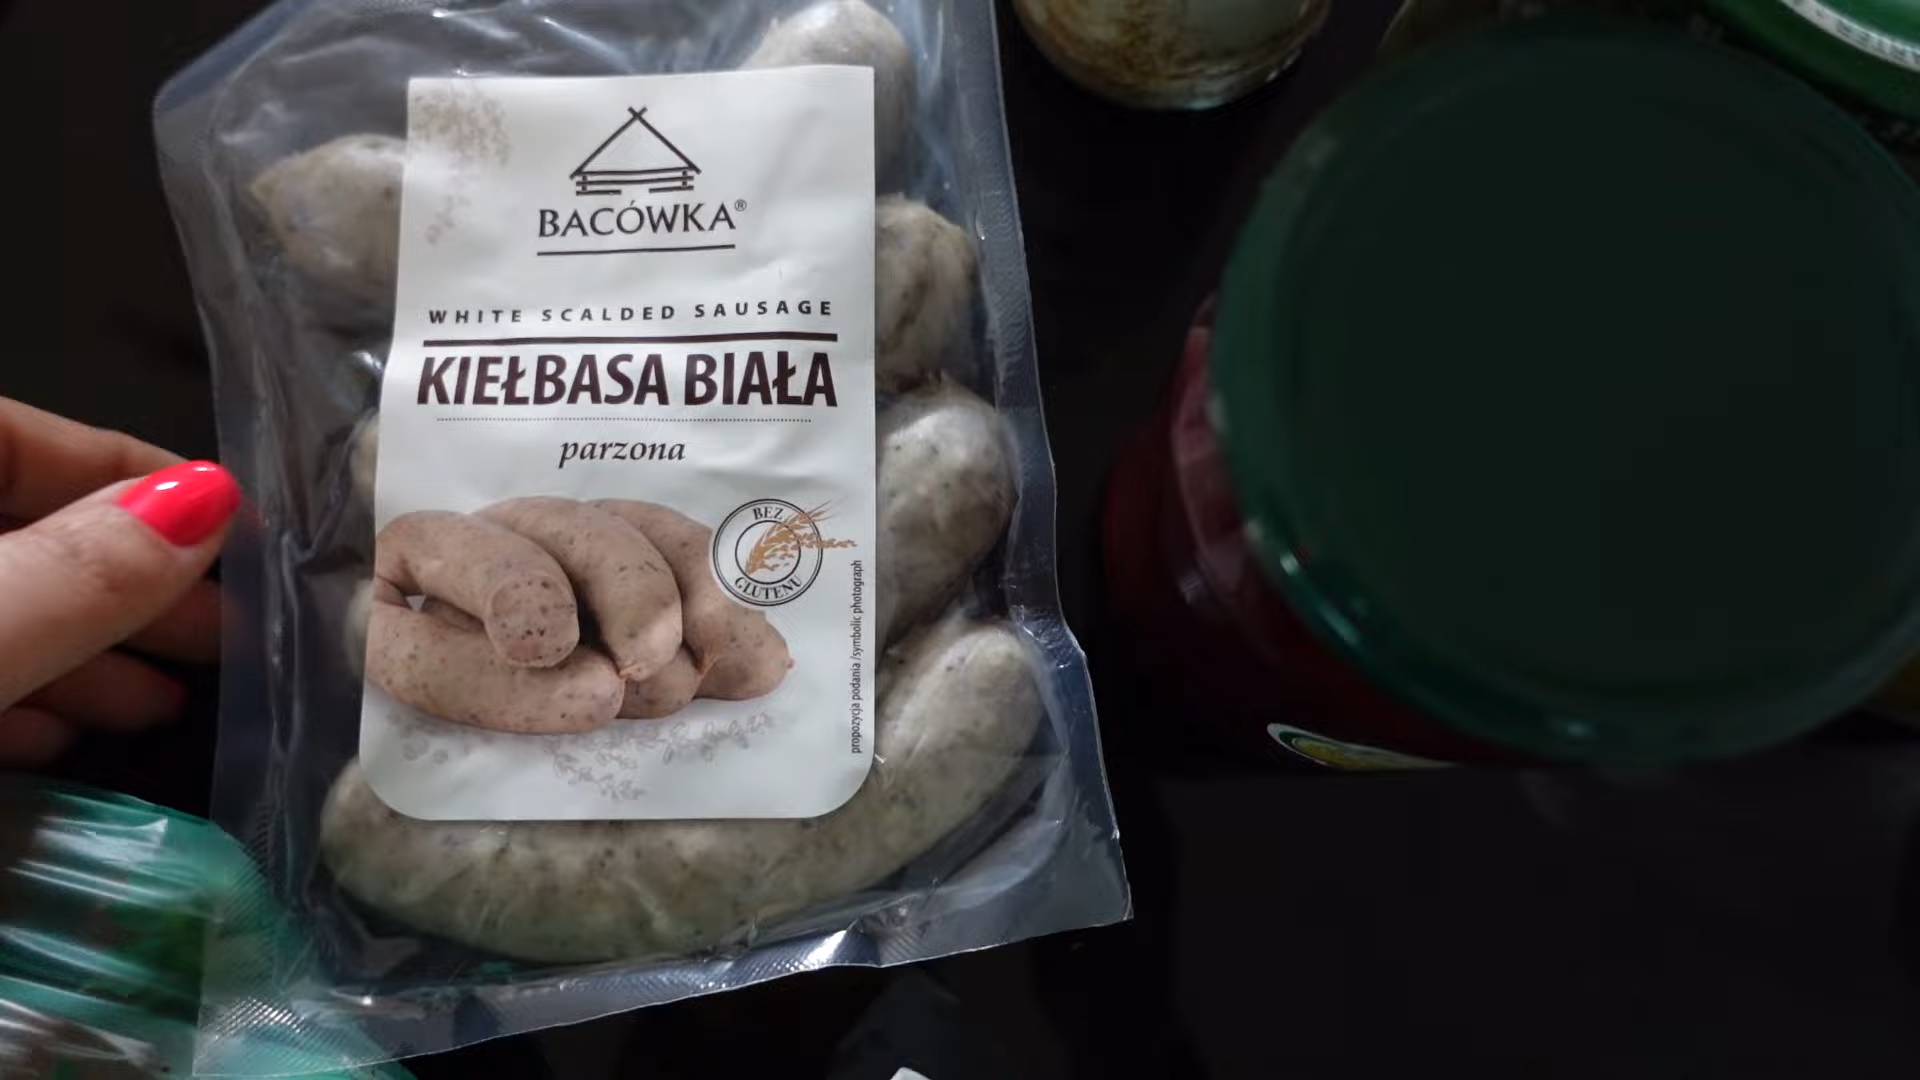 BACÓWKA®
WHITE SCALDED SAUSAGE
KIEŁBASA BIAŁA
parzona
BEZ
GLUTENU
propozycja podania /symbolic photograph